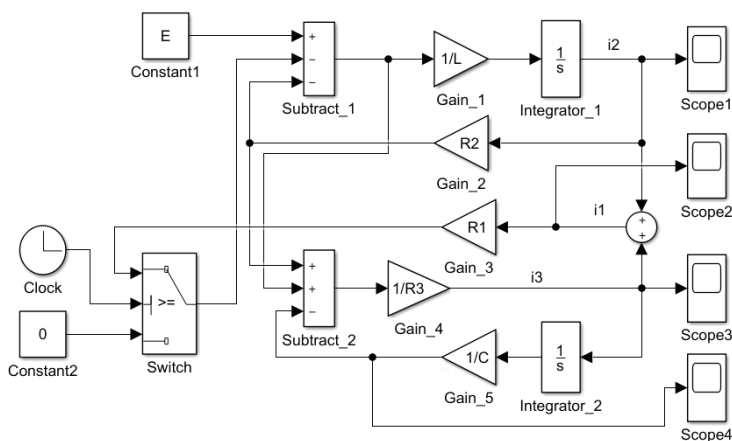 E
Constant1
+
−
−
Subtract_1
1/L
Gain_1
1
s
Integrator_1
i2
Scope1
R2
Gain_2
Scope2
i1
+
+
R1
Gain_3
Clock
0
Constant2
>=
Switch
+
+
−
Subtract_2
1/R3
Gain_4
i3
Scope3
1/C
Gain_5
1
s
Integrator_2
Scope4